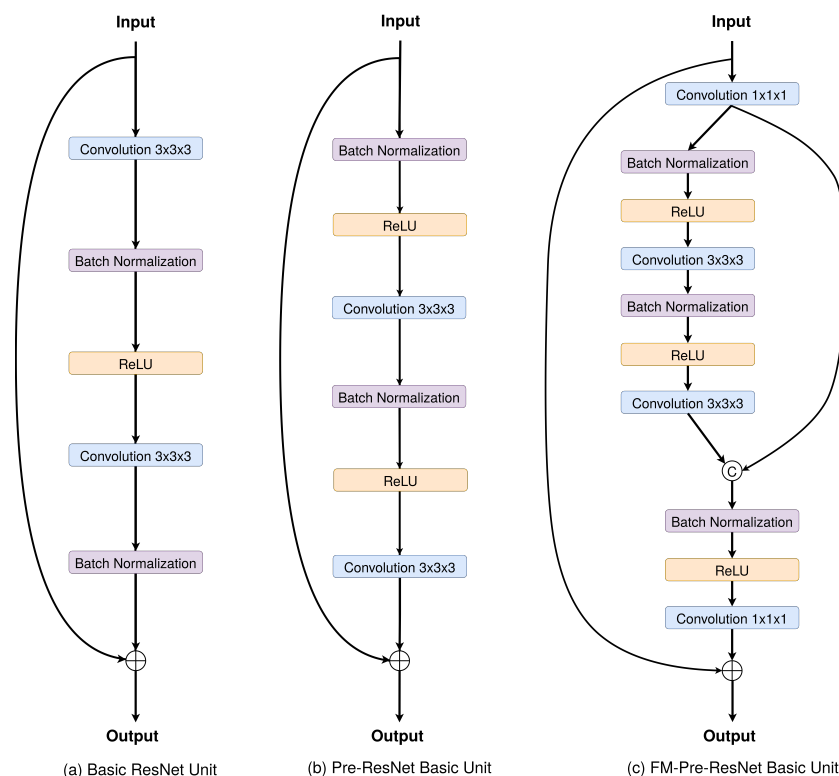 Input
Convolution 3x3x3
Batch Normalization
ReLU
Convolution 3x3x3
Batch Normalization
Output
(a) Basic ResNet Unit
Input
Batch Normalization
ReLU
Convolution 3x3x3
Batch Normalization
ReLU
Convolution 3x3x3
Output
(b) Pre-ResNet Basic Unit
Input
Convolution 1x1x1
Batch Normalization
ReLU
Convolution 3x3x3
Batch Normalization
ReLU
Convolution 3x3x3
C
Batch Normalization
ReLU
Convolution 1x1x1
Output
(c) FM-Pre-ResNet Basic Unit